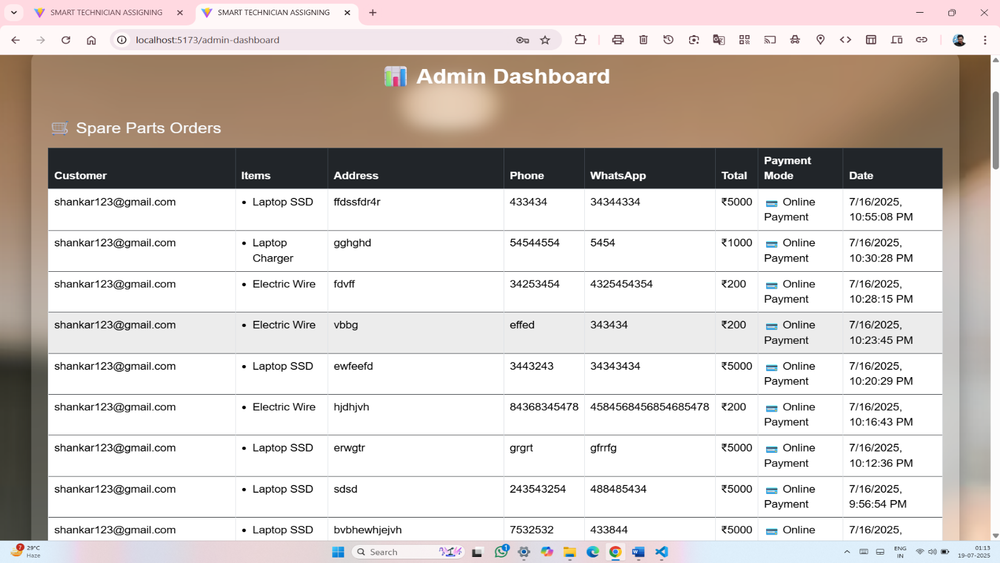 SMART TECHNICIAN ASSIGNING
SMART TECHNICIAN ASSIGNING
localhost:5173/admin-dashboard
Admin Dashboard
Spare Parts Orders
Customer Items Address Phone WhatsApp Total Payment Mode Date
shankar123@gmail.com • Laptop SSD ffdssfdr4r 433434 34344334 ₹5000 Online 7/16/2025,
Payment 10:55:08 PM
shankar123@gmail.com • Laptop gghghd 54544554 5454 ₹1000 Online 7/16/2025,
Charger Payment 10:30:28 PM
shankar123@gmail.com • Electric Wire fdvff 34253454 4325454354 ₹200 Online 7/16/2025,
Payment 10:28:15 PM
shankar123@gmail.com • Electric Wire vbbg effed 343434 ₹200 Online 7/16/2025,
Payment 10:23:45 PM
shankar123@gmail.com • Laptop SSD ewfeefd 3443243 34343434 ₹5000 Online 7/16/2025,
Payment 10:20:29 PM
shankar123@gmail.com • Electric Wire hjdhjvh 84368345478 4584568456854685478 ₹200 Online 7/16/2025,
Payment 10:16:43 PM
shankar123@gmail.com • Laptop SSD erwgtr grgrt gfrrfg ₹5000 Online 7/16/2025,
Payment 10:12:36 PM
shankar123@gmail.com • Laptop SSD sdsd 243543254 488485434 ₹5000 Online 7/16/2025,
Payment 9:56:54 PM
shankar123@gmail.com • Laptop SSD bvbhewhjejvh 7532532 433844 ₹5000 Online 7/16/2025,
7 29°C
Haze
Search
1
ENG
IN
01:13
19-07-2025